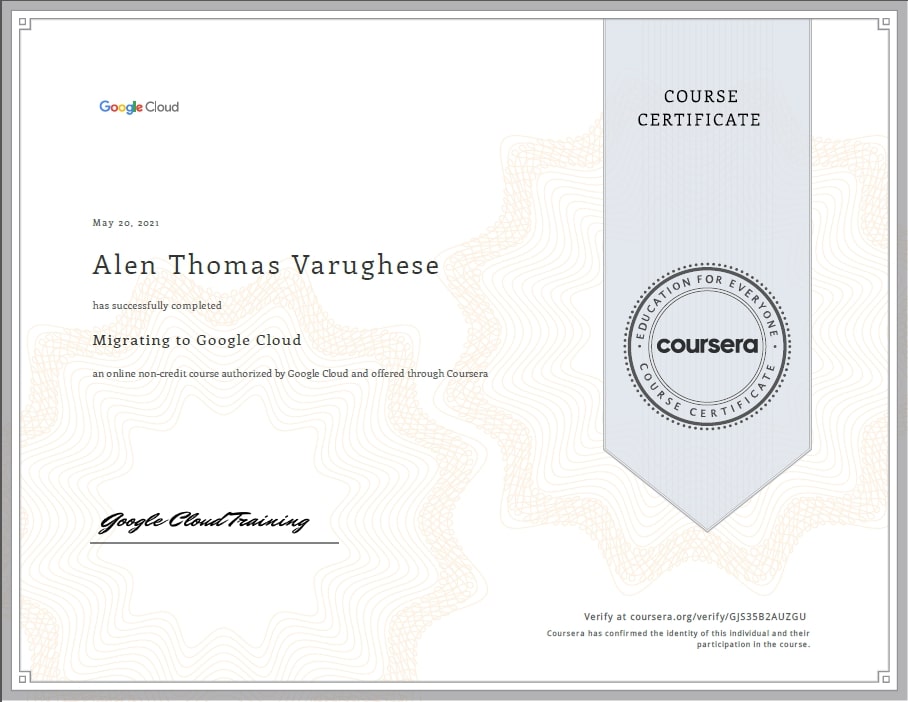 Google Cloud
COURSE
CERTIFICATE
May 20, 2021
Alen Thomas Varughese
has successfully completed
Migrating to Google Cloud
an online non-credit course authorized by Google Cloud and offered through Coursera
EDUCATION FOR EVERYONE
coursera
COURSE CERTIFICATE
Google Cloud Training
Verify at coursera.org/verify/GJS35B2AUZGU
Coursera has confirmed the identity of this individual and their
participation in the course.